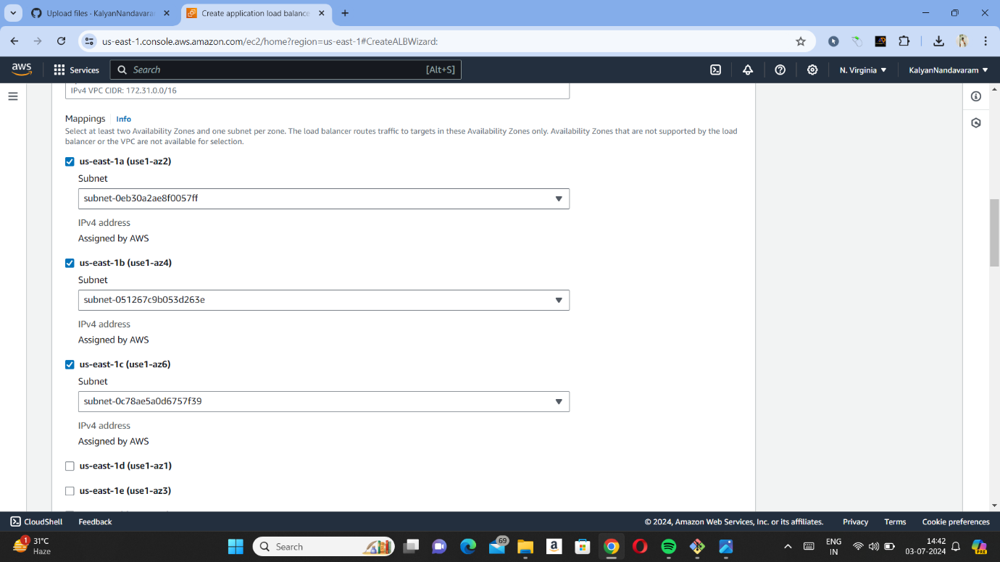 Upload files · KalyanNandavara
Create application load balance
us-east-1.console.aws.amazon.com/ec2/home?region=us-east-1#CreateALBWizard:
aws
Services
Search
[Alt+S]
N. Virginia
KalyanNandavaram
IPv4 VPC CIDR: 172.31.0.0/16
Mappings
Info
Select at least two Availability Zones and one subnet per zone. The load balancer routes traffic to targets in these Availability Zones only. Availability Zones that are not supported by the load
balancer or the VPC are not available for selection.
us-east-1a (use1-az2)
Subnet
subnet-0eb30a2ae8f0057ff
IPv4 address
Assigned by AWS
us-east-1b (use1-az4)
Subnet
subnet-051267c9b053d263e
IPv4 address
Assigned by AWS
us-east-1c (use1-az6)
Subnet
subnet-0c78ae5a0d6757f39
IPv4 address
Assigned by AWS
us-east-1d (use1-az1)
us-east-1e (use1-az3)
CloudShell
Feedback
© 2024, Amazon Web Services, Inc. or its affiliates.
Privacy
Terms
Cookie preferences
1
31°C
Haze
Search
69
ENG
IN
14:42
03-07-2024
PRE